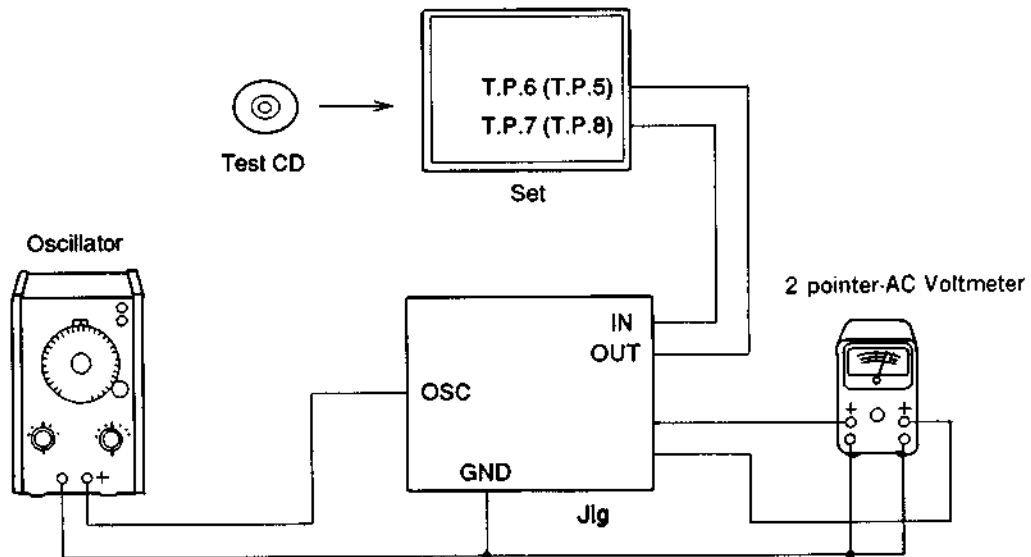 T.P.6 (T.P.5)
T.P.7 (T.P.8)
Test CD
Set
Oscillator
2 pointer-AC Voltmeter
IN
OUT
OSC
GND
Jig
+
+ +